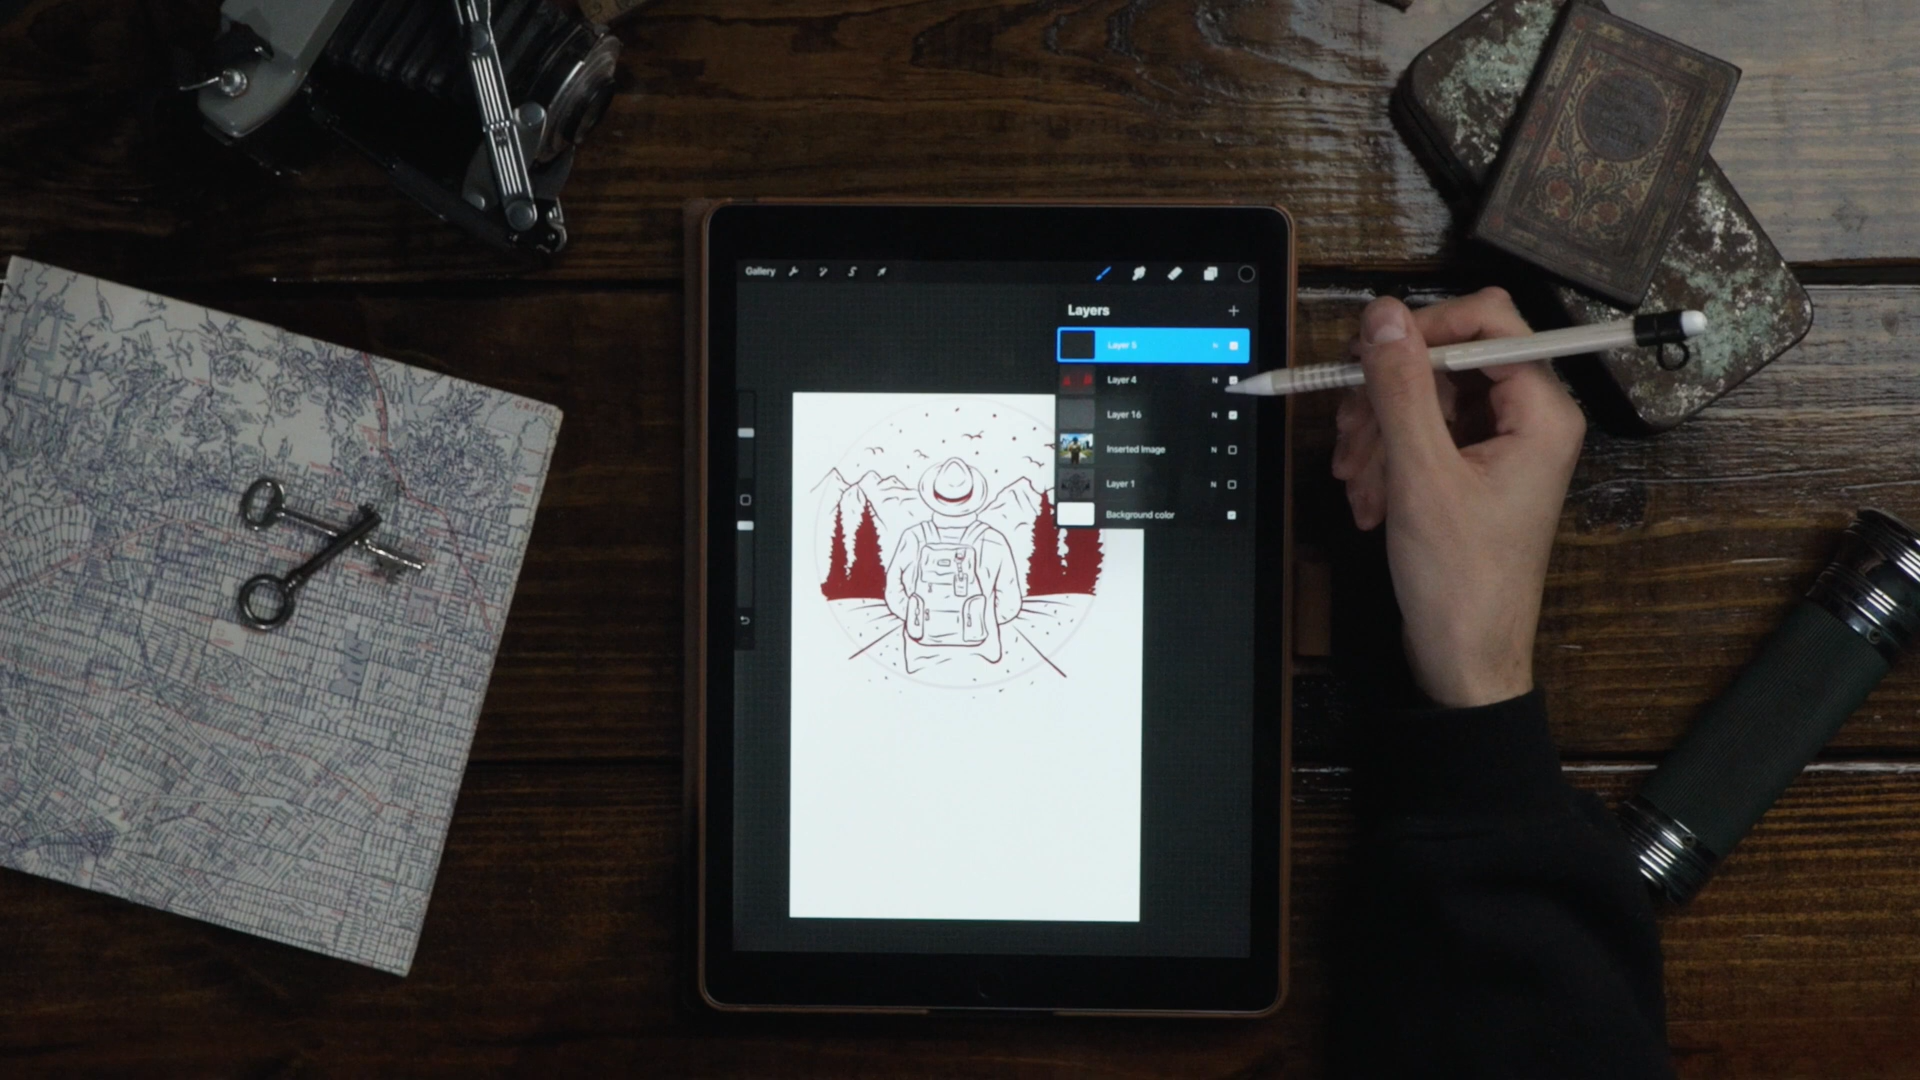 Gallery
Layers
Layer 5 N
Layer 4 N
Layer 16 N
Inserted Image N
Layer 1 N
Background color